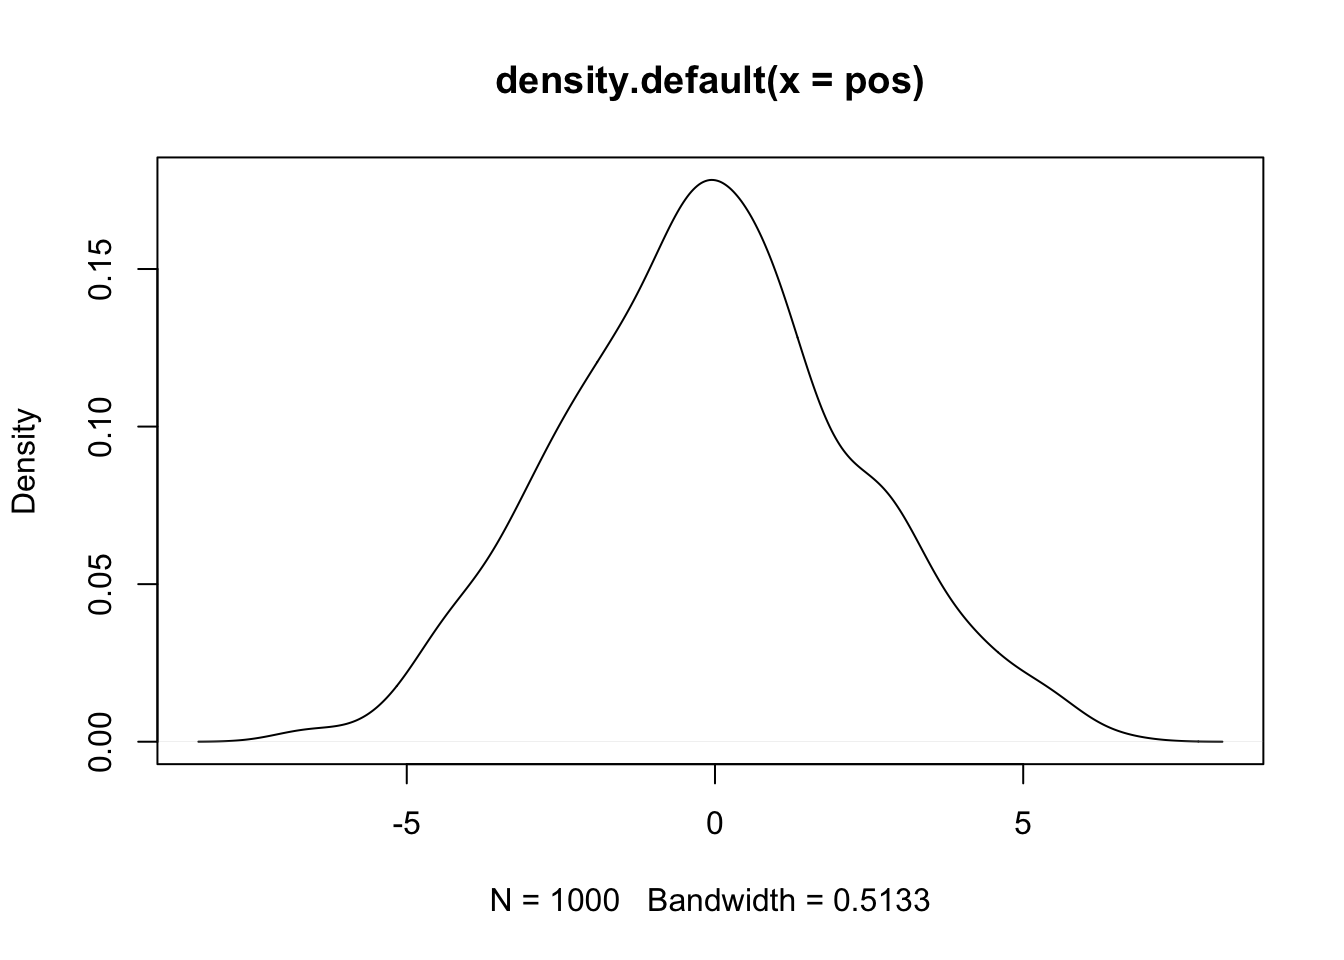 density.default(x = pos)
Density
0.15
0.10
0.05
0.00
-5 0 5
N = 1000 Bandwidth = 0.5133